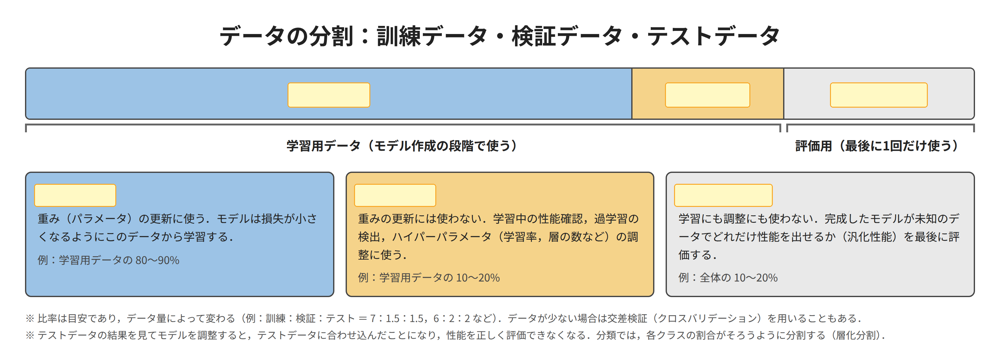 データの分割：訓練データ・検証データ・テストデータ
学習用データ（モデル作成の段階で使う）
評価用（最後に1回だけ使う）
重み（パラメータ）の更新に使う．モデルは損失が小さ
くなるようにこのデータから学習する．
例：学習用データの 80〜90%
重みの更新には使わない．学習中の性能確認，過学習の
検出，ハイパーパラメータ（学習率，層の数など）の調
整に使う．
例：学習用データの 10〜20%
学習にも調整にも使わない．完成したモデルが未知のデ
ータでどれだけ性能を出せるか（汎化性能）を最後に評
価する．
例：全体の 10〜20%
※ 比率は目安であり，データ量によって変わる（例：訓練：検証：テスト ＝ 7：1.5：1.5，6：2：2 など）．データが少ない場合は交差検証（クロスバリデーション）を用いることもある．
※ テストデータの結果を見てモデルを調整すると，テストデータに合わせ込んだことになり，性能を正しく評価できなくなる．分類では，各クラスの割合がそろうように分割する（層化分割）．